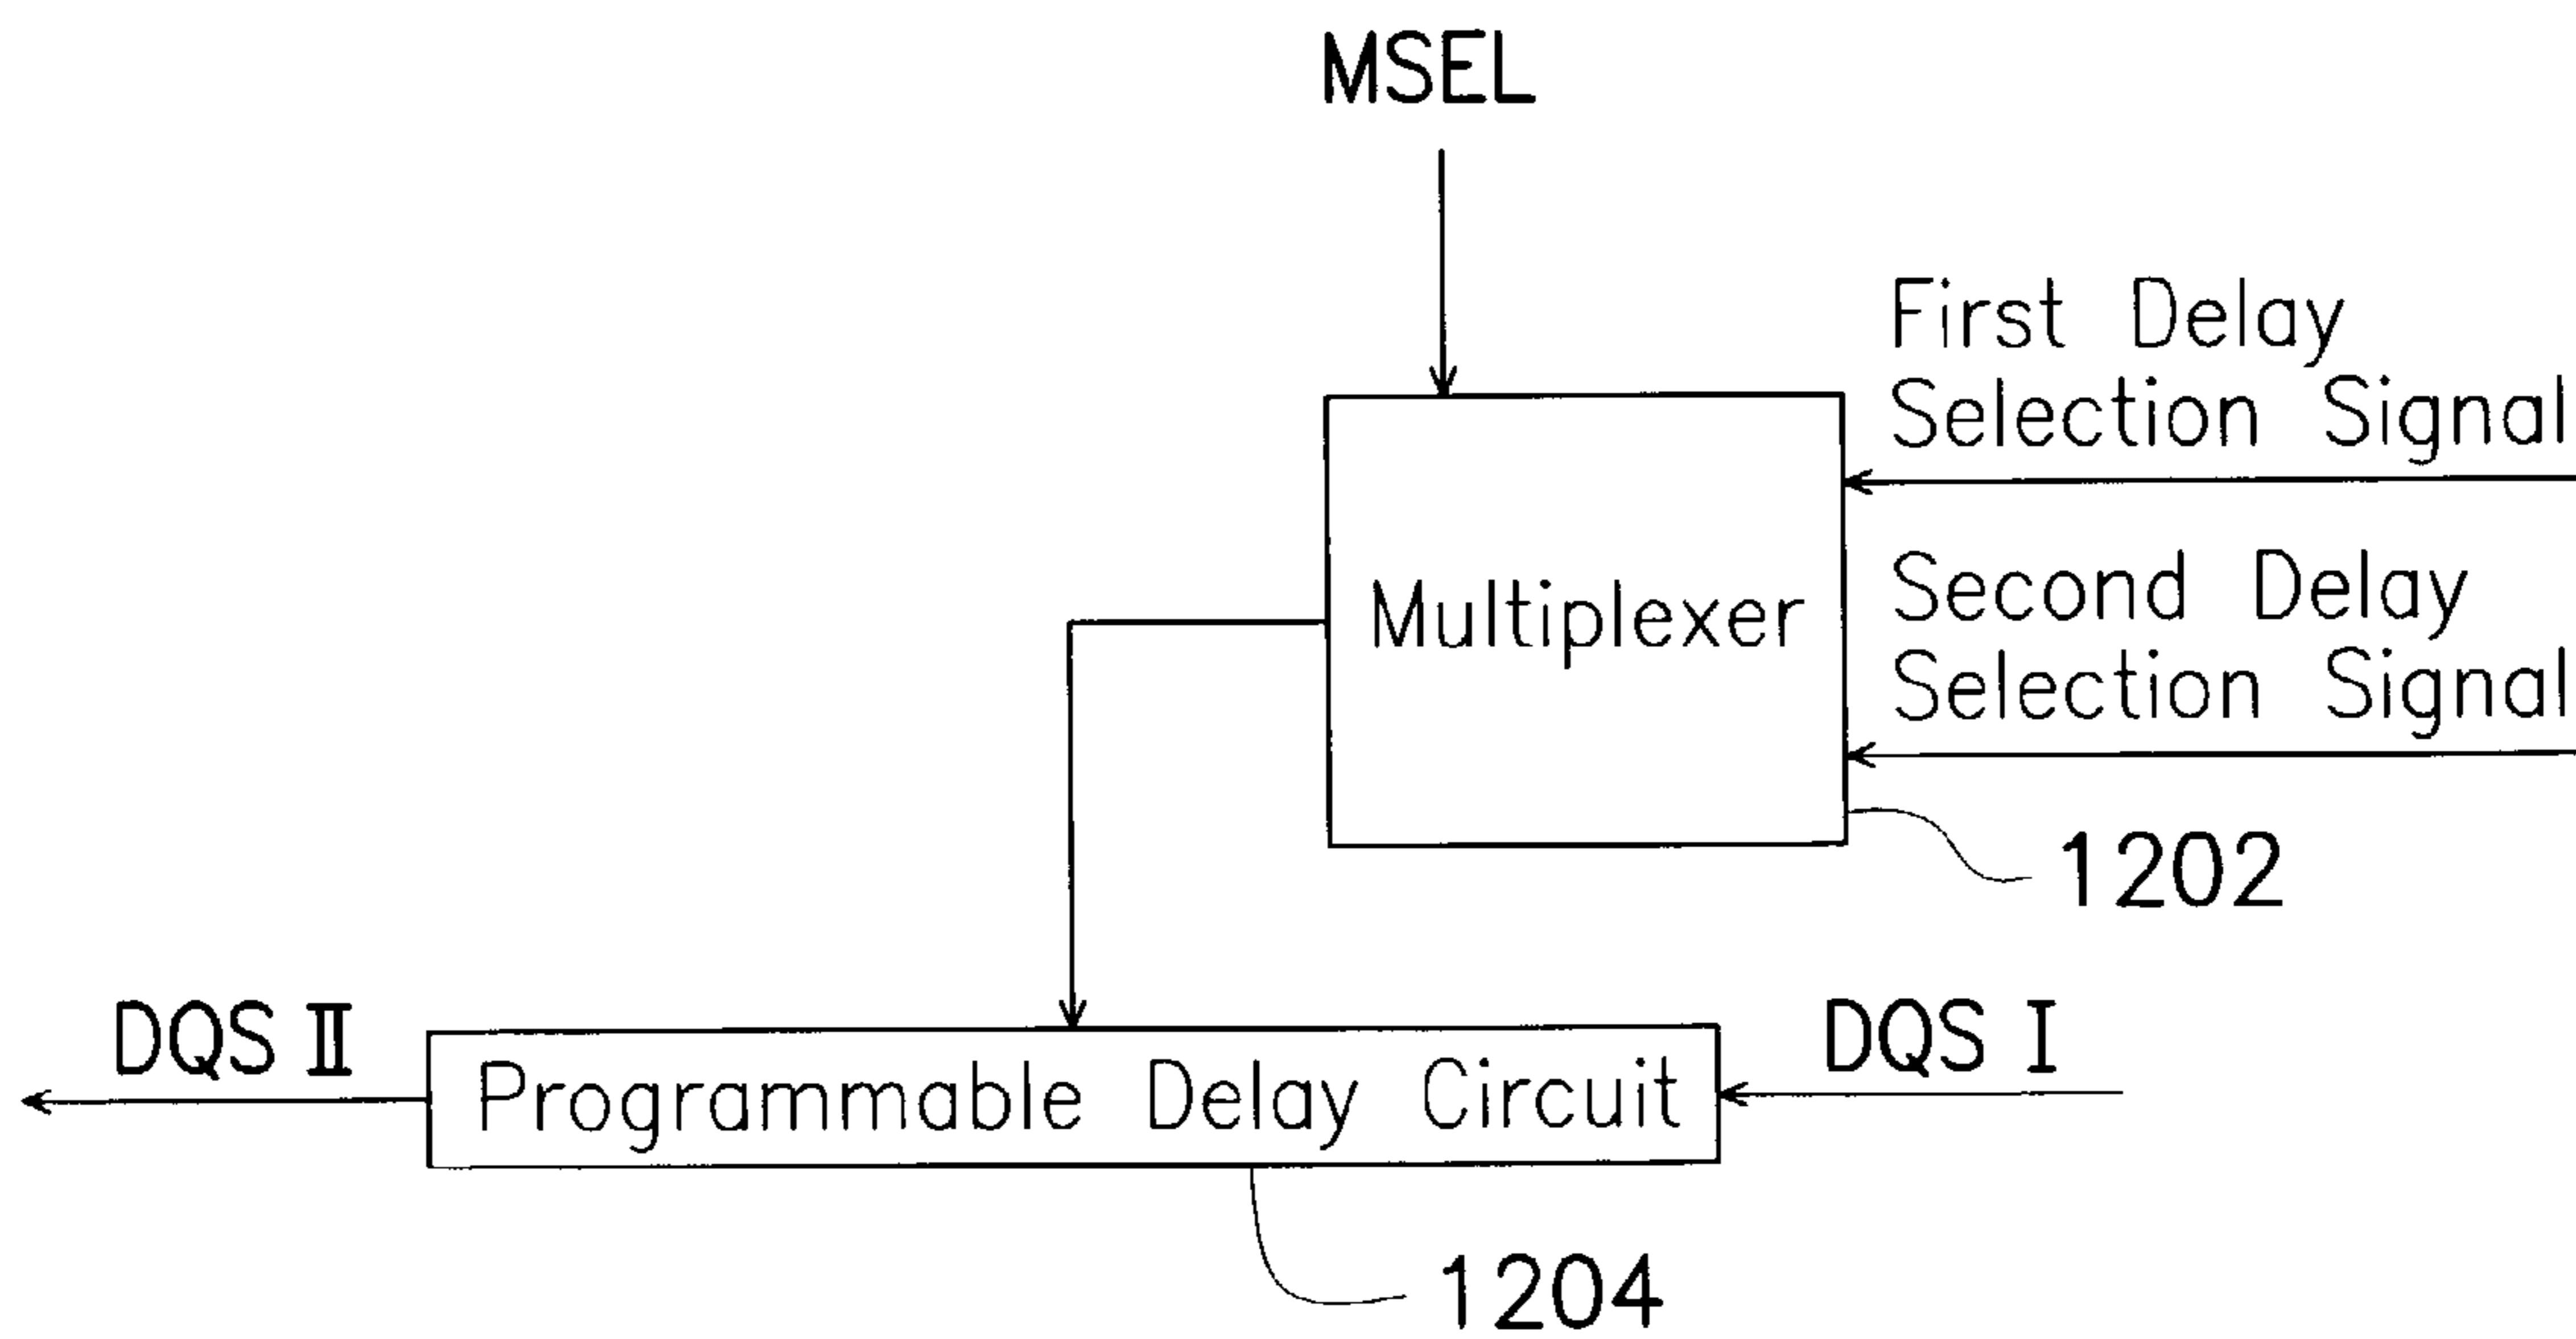 MSEL
First Delay
Selection Signal
Multiplexer
Second Delay
Selection Signal
1202
DQS II
Programmable Delay Circuit
DQS I
1204